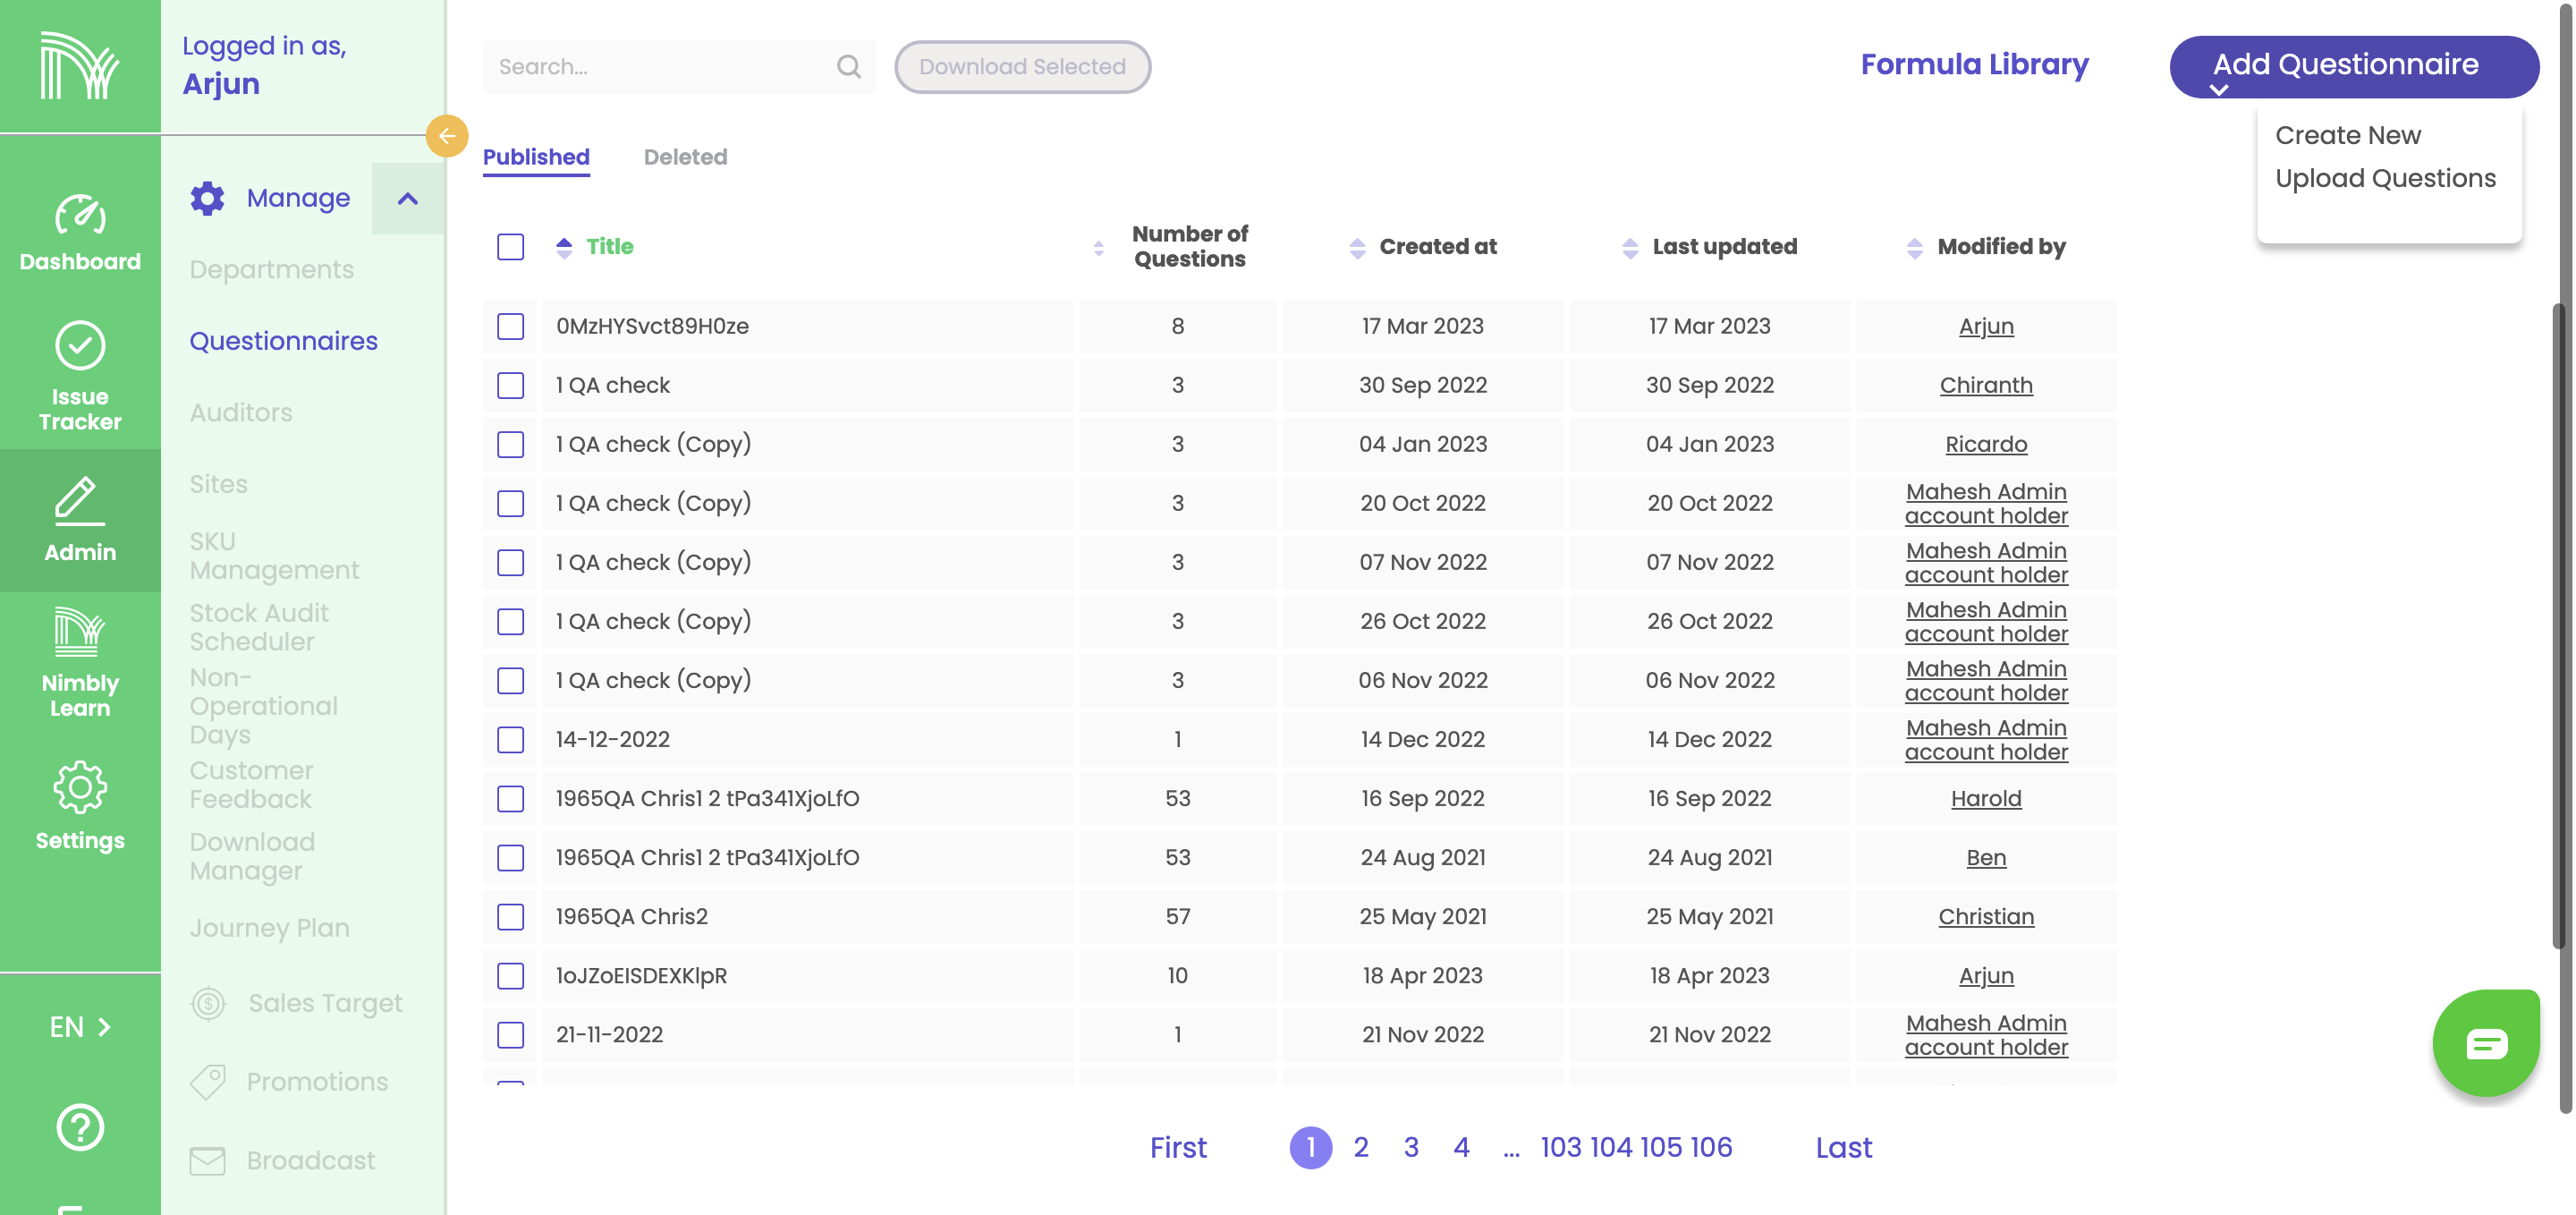 Logged in as,
Arjun
Dashboard
Issue
Tracker
Admin
Nimbly
Learn
Settings
EN
Manage
Departments
Questionnaires
Auditors
Sites
SKU
Management
Stock Audit
Scheduler
Non-
Operational
Days
Customer
Feedback
Download
Manager
Journey Plan
Sales Target
Promotions
Broadcast
Search...
Download Selected
Formula Library
Add Questionnaire
Create New
Upload Questions
Published Deleted
Title Number of Questions Created at Last updated Modified by
0MzHYSvct89H0ze 8 17 Mar 2023 17 Mar 2023 Arjun
1 QA check 3 30 Sep 2022 30 Sep 2022 Chiranth
1 QA check (Copy) 3 04 Jan 2023 04 Jan 2023 Ricardo
1 QA check (Copy) 3 20 Oct 2022 20 Oct 2022 Mahesh Admin account holder
1 QA check (Copy) 3 07 Nov 2022 07 Nov 2022 Mahesh Admin account holder
1 QA check (Copy) 3 26 Oct 2022 26 Oct 2022 Mahesh Admin account holder
1 QA check (Copy) 3 06 Nov 2022 06 Nov 2022 Mahesh Admin account holder
14-12-2022 1 14 Dec 2022 14 Dec 2022 Mahesh Admin account holder
1965QA Chris1 2 tPa341XjoLfO 53 16 Sep 2022 16 Sep 2022 Harold
1965QA Chris1 2 tPa341XjoLfO 53 24 Aug 2021 24 Aug 2021 Ben
1965QA Chris2 57 25 May 2021 25 May 2021 Christian
1oJZoEISDEXKlpR 10 18 Apr 2023 18 Apr 2023 Arjun
21-11-2022 1 21 Nov 2022 21 Nov 2022 Mahesh Admin account holder
First 1 2 3 4 ... 103 104 105 106 Last